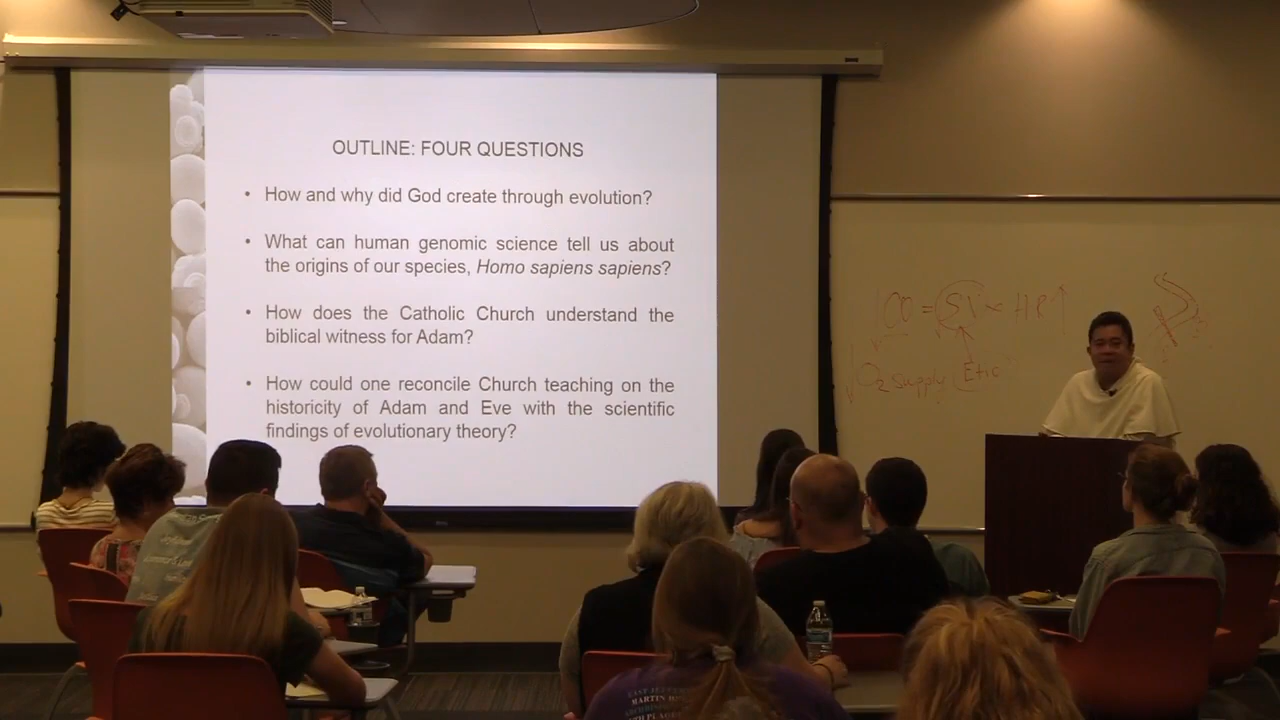 OUTLINE: FOUR QUESTIONS
• How and why did God create through evolution?
• What can human genomic science tell us about
the origins of our species, Homo sapiens sapiens?
• How does the Catholic Church understand the
biblical witness for Adam?
• How could one reconcile Church teaching on the
historicity of Adam and Eve with the scientific
findings of evolutionary theory?
= SV × HR ↑
O₂ supply
MARTIN